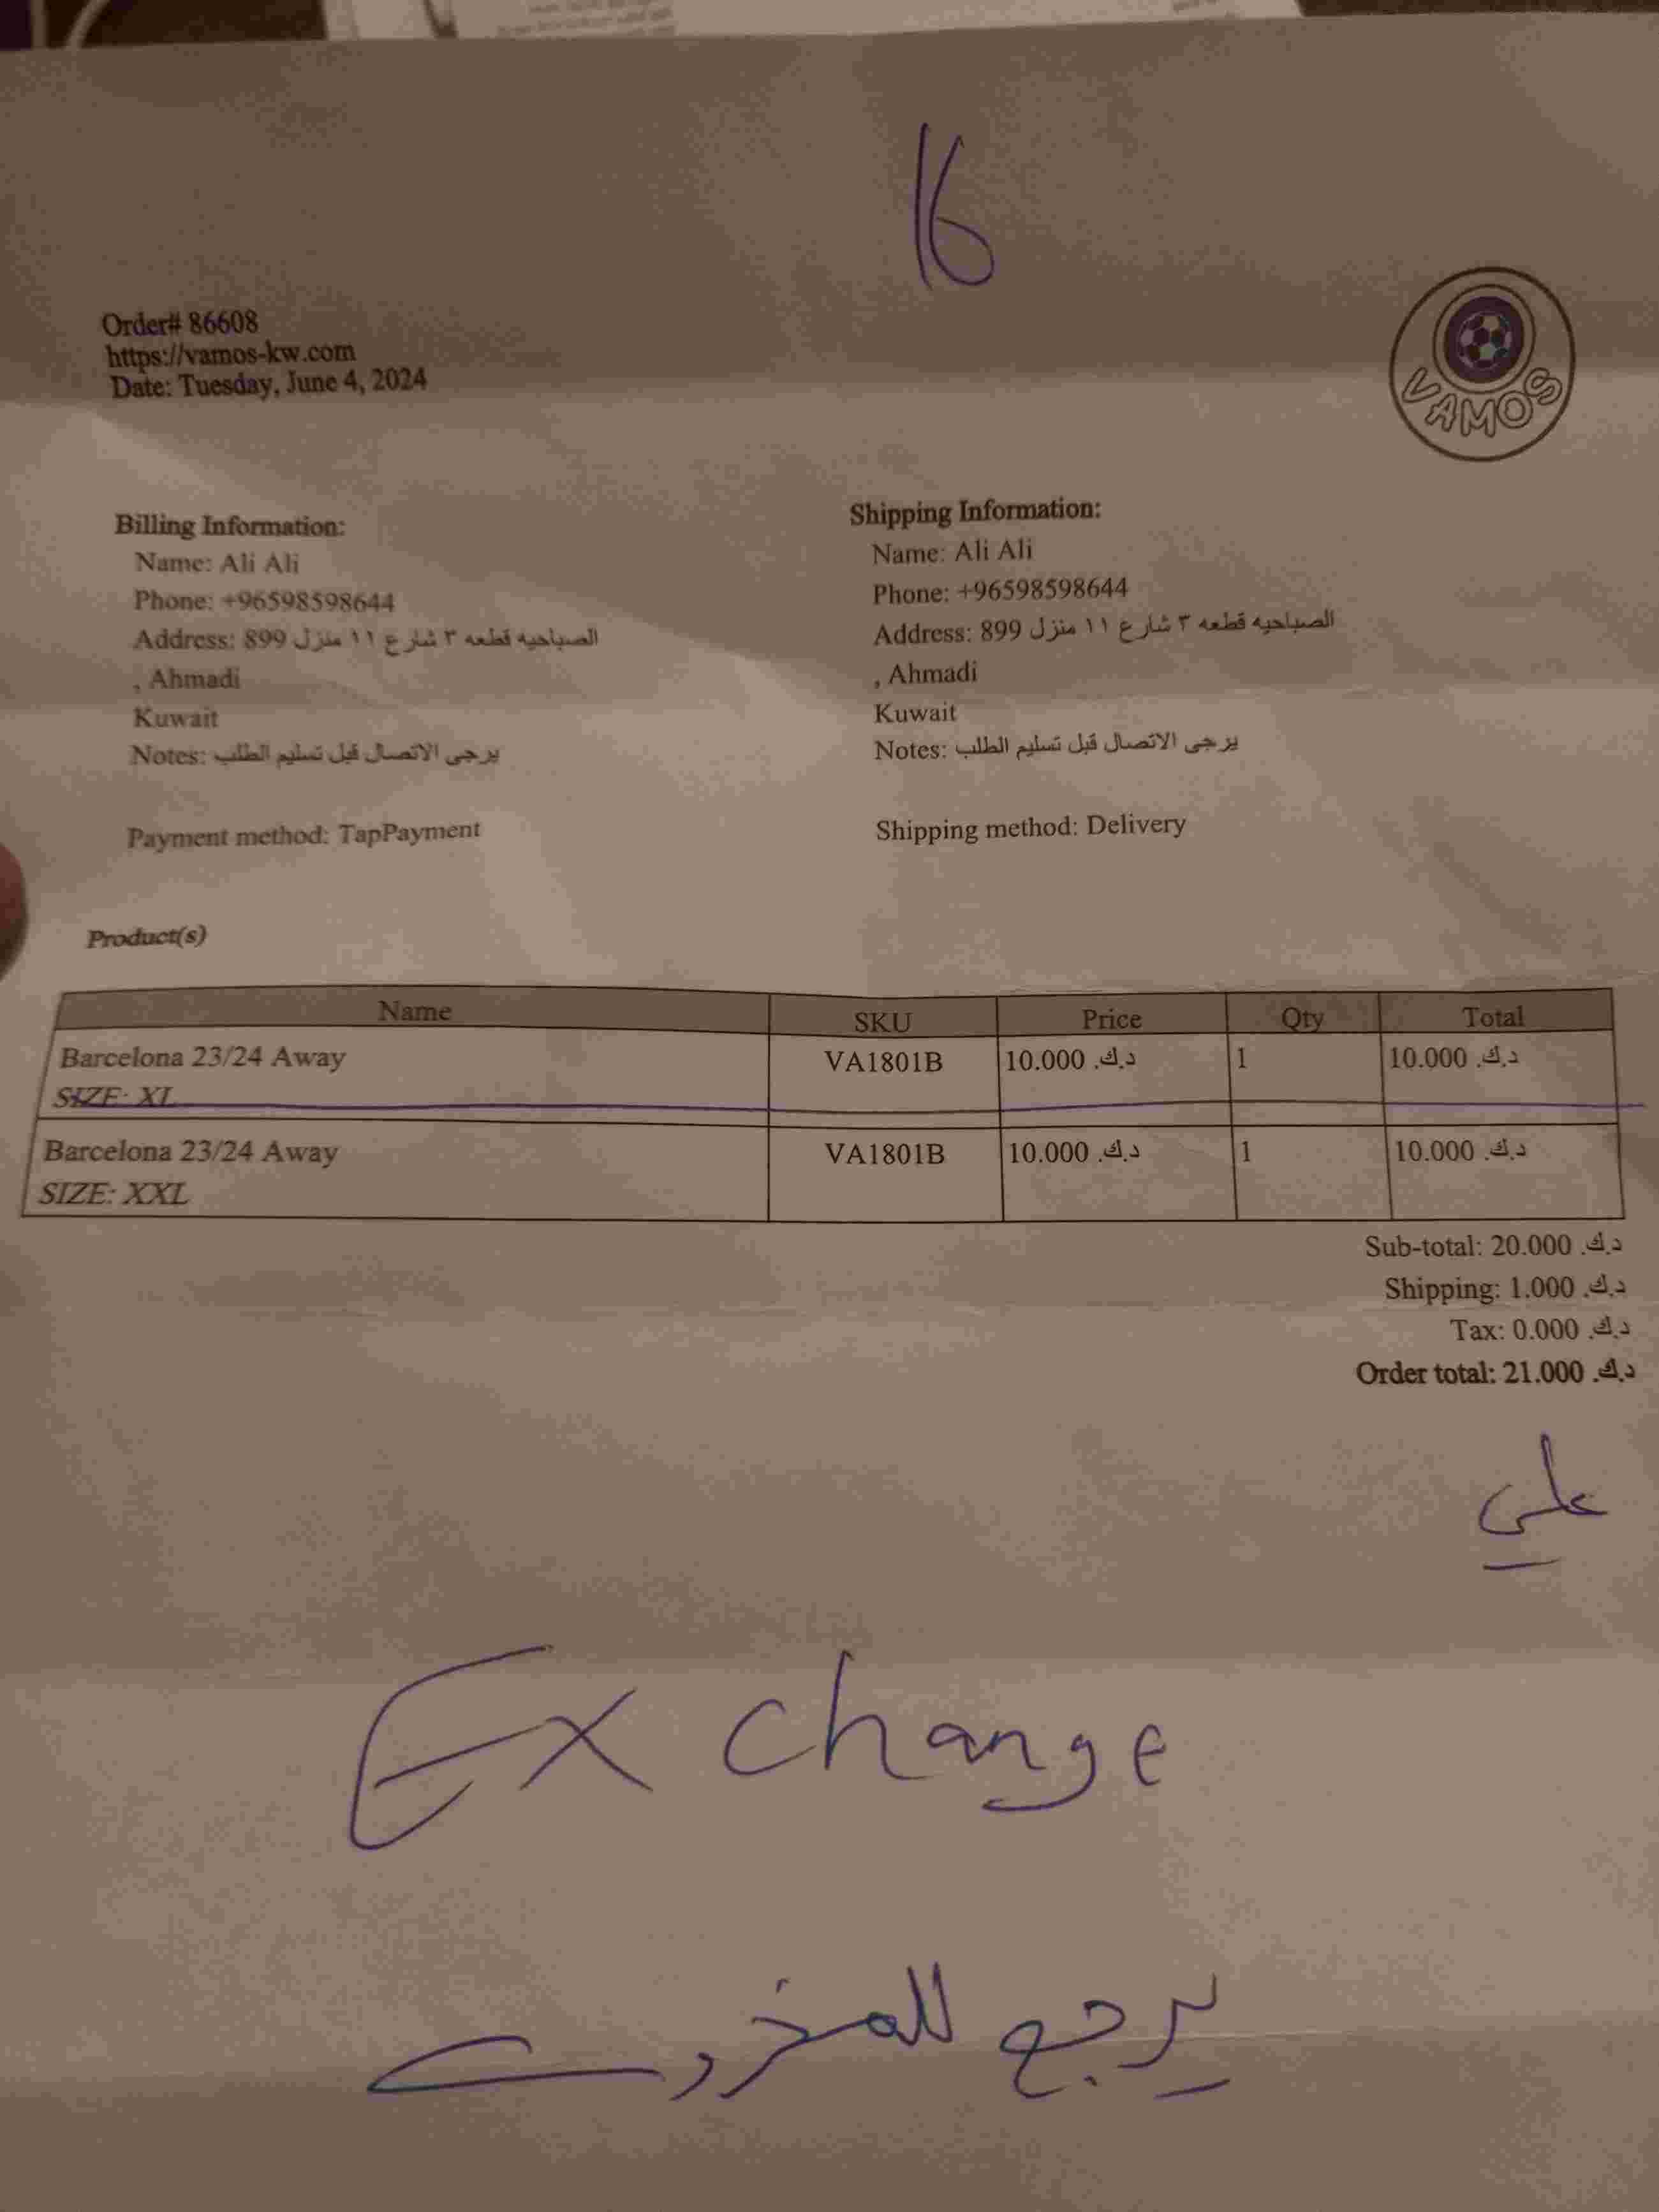 16
Order# 86608
https://vamos-kw.com
Date: Tuesday, June 4, 2024
VAMOS
Billing Information:
Name: Ali Ali
Phone: +96598598644
Address: الصباحيه قطعه ٣ شارع ١١ منزل 899
, Ahmadi
Kuwait
Notes: يرجى الاتصال قبل تسليم الطلب
Payment method: TapPayment
Shipping Information:
Name: Ali Ali
Phone: +96598598644
Address: الصباحيه قطعه ٣ شارع ١١ منزل 899
, Ahmadi
Kuwait
Notes: يرجى الاتصال قبل تسليم الطلب
Shipping method: Delivery
Product(s)
Name SKU Price Qty Total
Barcelona 23/24 Away VA1801B 10.000 د.ك. 1 10.000 د.ك.
SIZE: XL
Barcelona 23/24 Away VA1801B 10.000 د.ك. 1 10.000 د.ك.
SIZE: XXL
Sub-total: 20.000 د.ك.
Shipping: 1.000 د.ك.
Tax: 0.000 د.ك.
Order total: 21.000 د.ك.
علي
Exchange
يرجع للمخزن